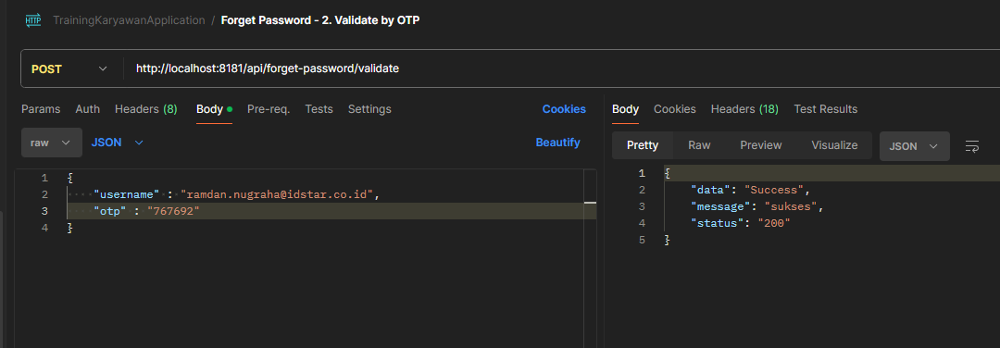 HTTP TrainingKaryawanApplication / Forget Password - 2. Validate by OTP
POST http://localhost:8181/api/forget-password/validate
Params Auth Headers (8) Body Pre-req. Tests Settings Cookies
raw JSON Beautify
1 {
2 "username" : "ramdan.nugraha@idstar.co.id",
3 "otp" : "767692"
4 }
Body Cookies Headers (18) Test Results
Pretty Raw Preview Visualize JSON
1 {
2 "data": "Success",
3 "message": "sukses",
4 "status": "200"
5 }